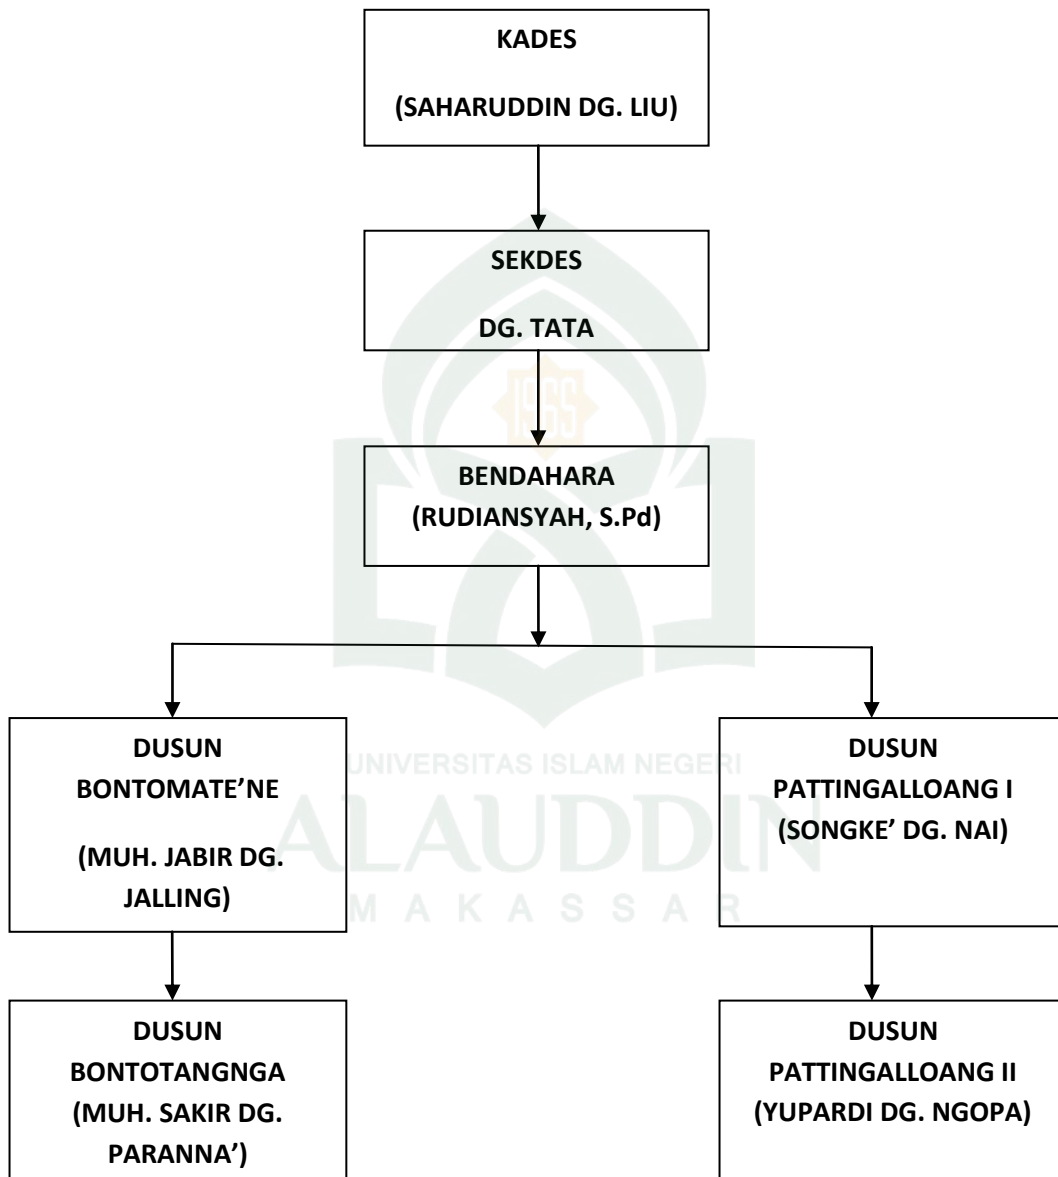 KADES
(SAHARUDDIN DG. LIU)
SEKDES
DG. TATA
1965
BENDAHARA
(RUDIANSYAH, S.Pd)
DUSUN
BONTOMATE’NE
(MUH. JABIR DG.
JALLING)
DUSUN
PATTINGALLOANG I
(SONGKE’ DG. NAI)
UNIVERSITAS ISLAM NEGERI
ALAUDDIN
MAKASSAR
DUSUN
BONTOTANGNGA
(MUH. SAKIR DG.
PARANNA’)
DUSUN
PATTINGALLOANG II
(YUPARDI DG. NGOPA)